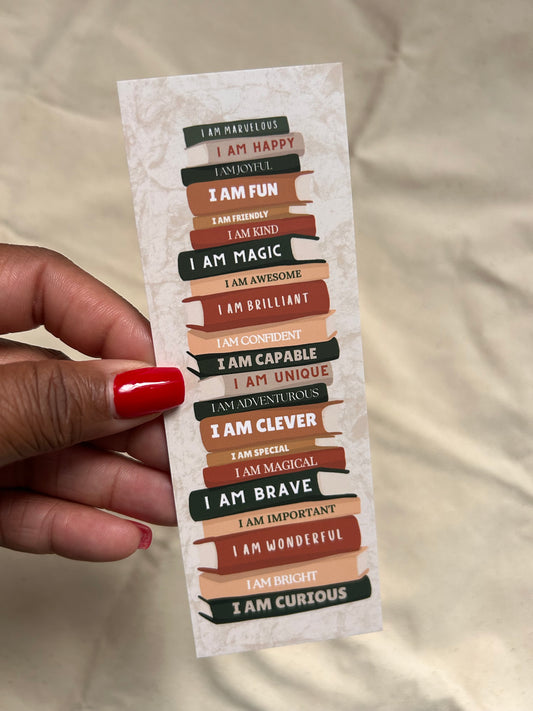 I AM MARVELOUS
I AM HAPPY
I AM JOYFUL
I AM FUN
I AM FRIENDLY
I AM KIND
I AM MAGIC
I AM AWESOME
I AM BRILLIANT
I AM CONFIDENT
I AM CAPABLE
I AM UNIQUE
I AM ADVENTUROUS
I AM CLEVER
I AM SPECIAL
I AM MAGICAL
I AM BRAVE
I AM IMPORTANT
I AM WONDERFUL
I AM BRIGHT
I AM CURIOUS